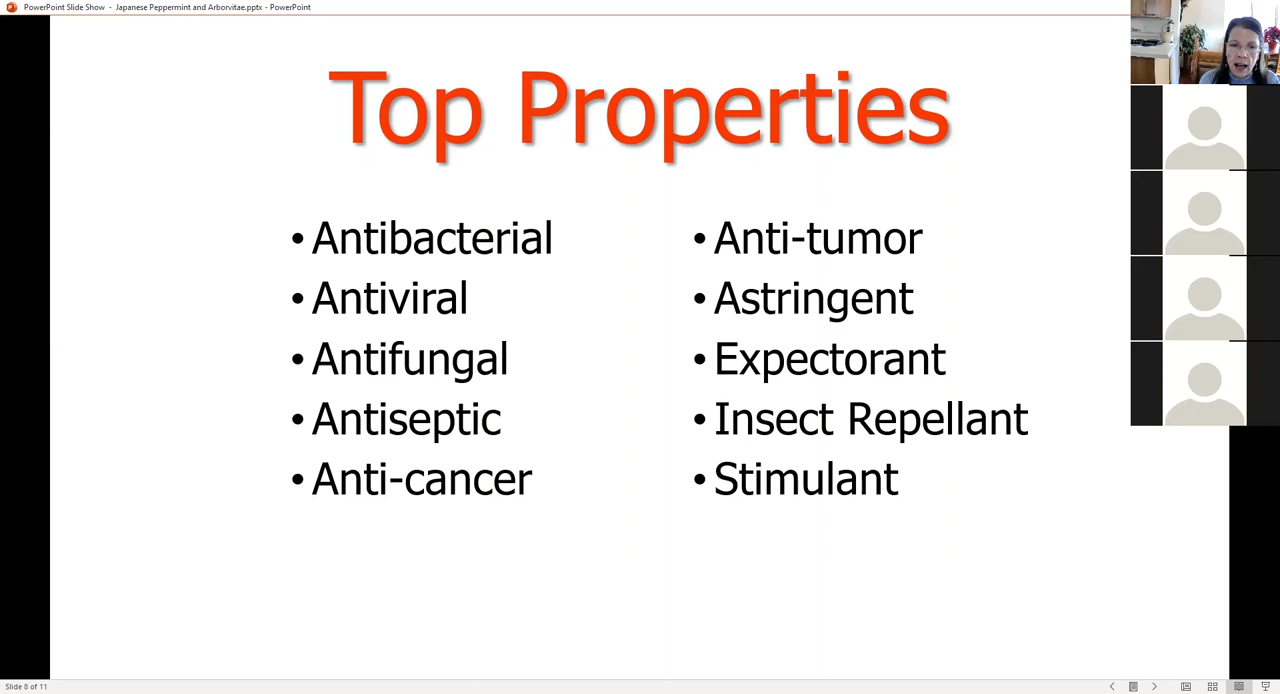 PowerPoint Slide Show - Japanese Peppermint and Arborvitae.pptx - PowerPoint
Top Properties
• Antibacterial
• Antiviral
• Antifungal
• Antiseptic
• Anti-cancer
• Anti-tumor
• Astringent
• Expectorant
• Insect Repellant
• Stimulant
Slide 8 of 11